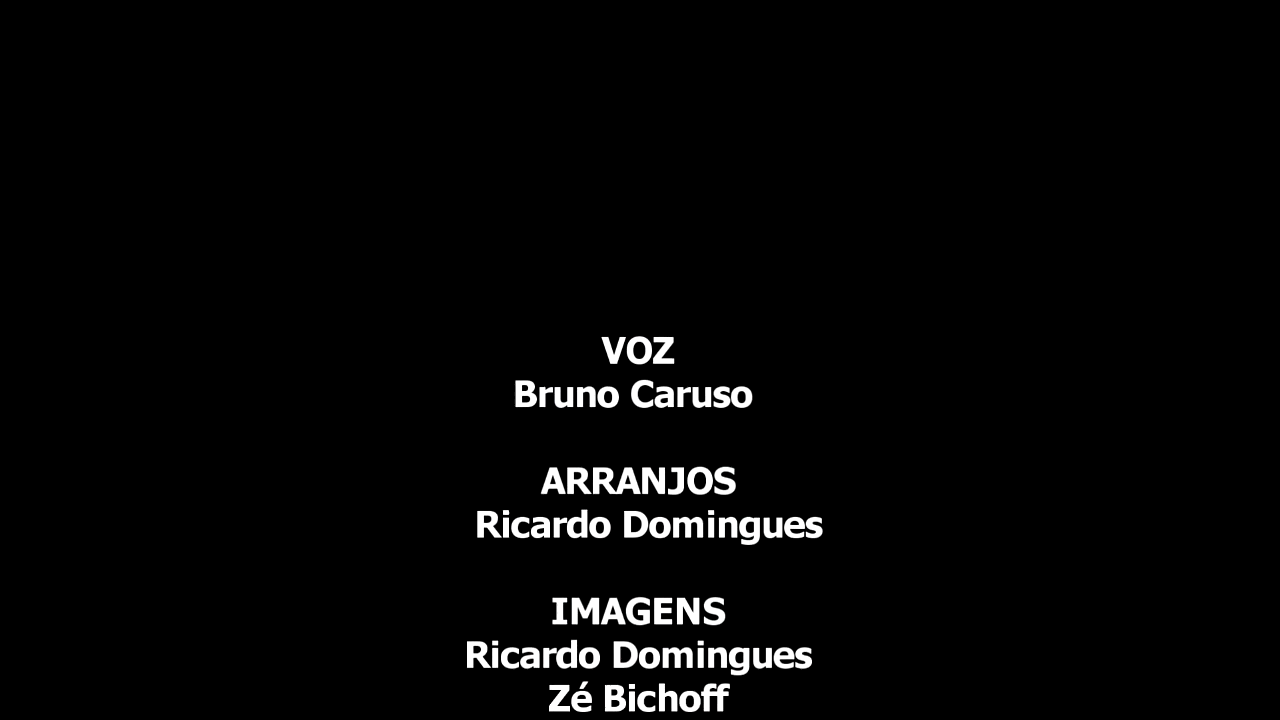 VOZ
Bruno Caruso
ARRANJOS
Ricardo Domingues
IMAGENS
Ricardo Domingues
Zé Bichoff